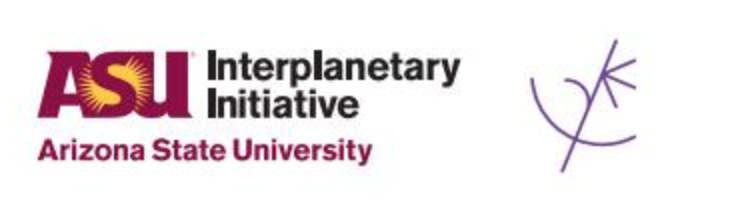 ASU Interplanetary
Initiative
Arizona State University